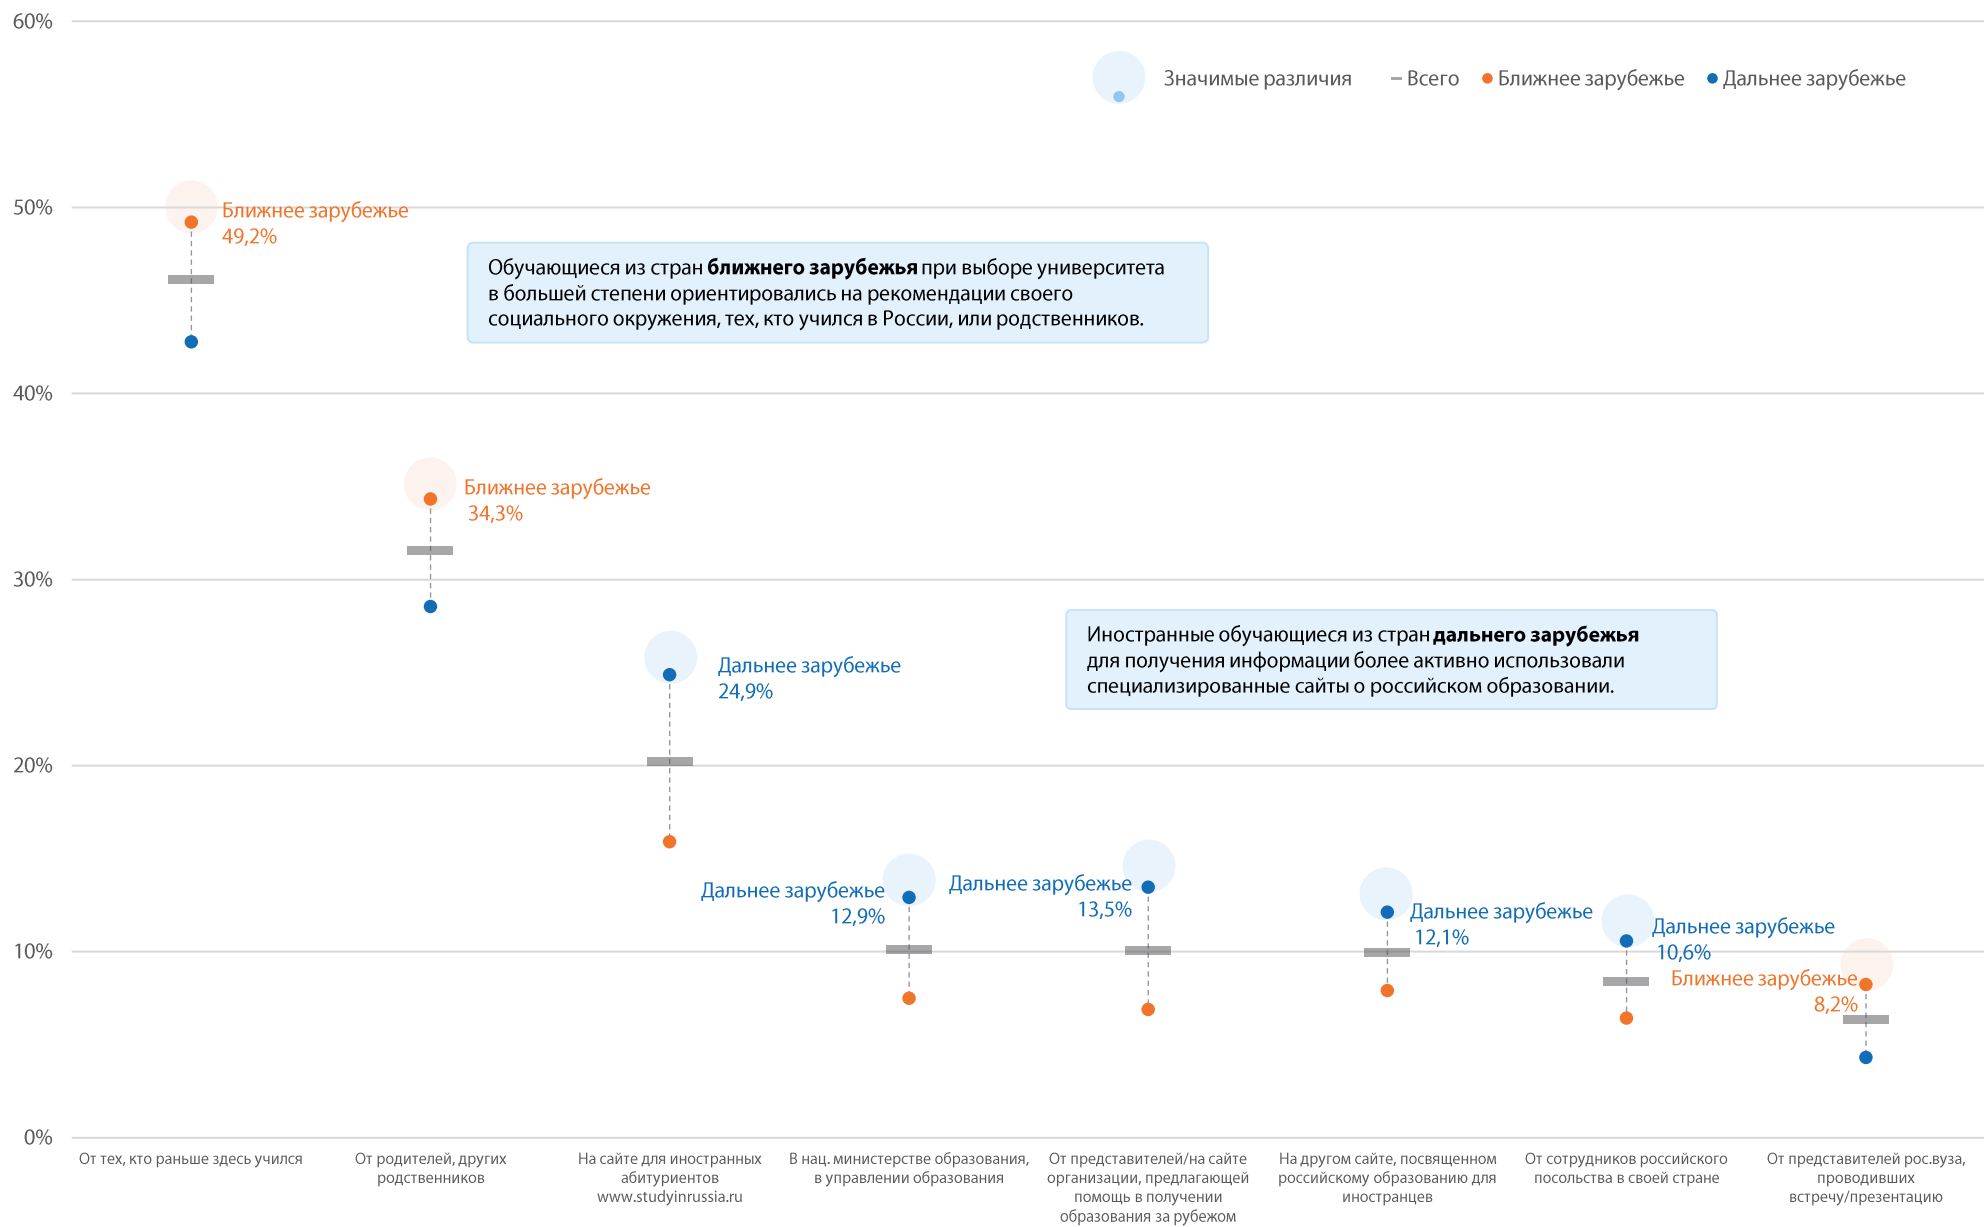 60%
Значимые различия
Всего
Ближнее зарубежье
Дальнее зарубежье
50%
Ближнее зарубежье
49,2%
Обучающиеся из стран ближнего зарубежья при выборе университета
в большей степени ориентировались на рекомендации своего
социального окружения, тех, кто учился в России, или родственников.
40%
Ближнее зарубежье
34,3%
30%
Иностранные обучающиеся из стран дальнего зарубежья
для получения информации более активно использовали
специализированные сайты о российском образовании.
Дальнее зарубежье
24,9%
20%
Дальнее зарубежье
12,9%
Дальнее зарубежье
13,5%
Дальнее зарубежье
12,1%
Дальнее зарубежье
10,6%
Ближнее зарубежье
8,2%
10%
0%
От тех, кто раньше здесь учился
От родителей, других
родственников
На сайте для иностранных
абитуриентов
www.studyinrussia.ru
В нац. министерстве образования,
в управлении образования
От представителей/на сайте
организации, предлагающей
помощь в получении
образования за рубежом
На другом сайте, посвященном
российскому образованию для
иностранцев
От сотрудников российского
посольства в своей стране
От представителей рос.вуза,
проводивших
встречу/презентацию